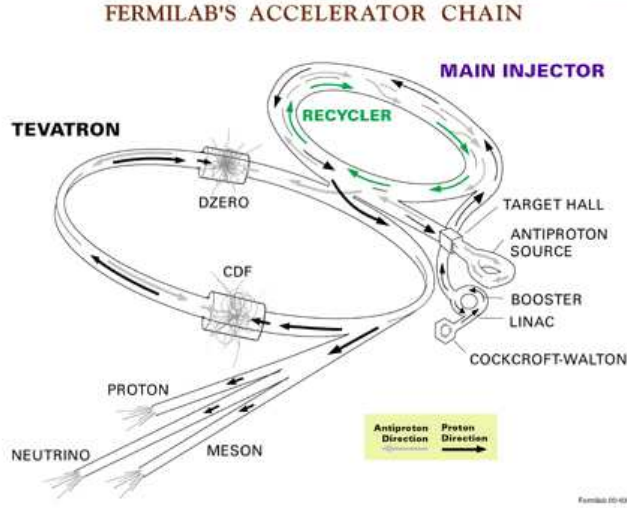 FERMILAB'S ACCELERATOR CHAIN
MAIN INJECTOR
RECYCLER
TEVATRON
DZERO
TARGET HALL
ANTIPROTON
SOURCE
CDF
BOOSTER
LINAC
COCKCROFT-WALTON
PROTON
NEUTRINO
MESON
Antiproton Proton
Direction Direction
Fermilab